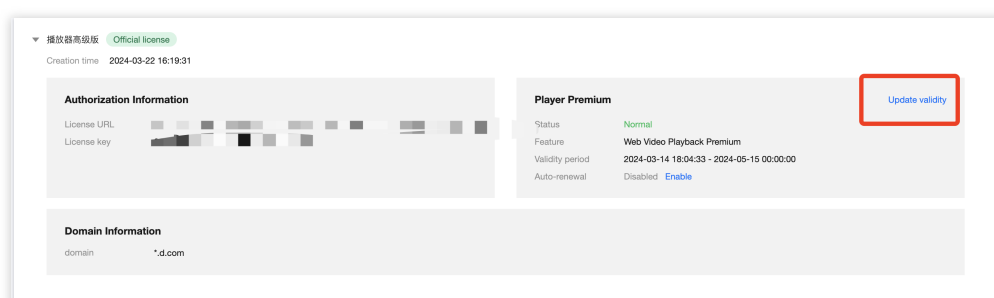 播放器高级版 Official license
Creation time 2024-03-22 16:19:31
Authorization Information
License URL
License key
Player Premium Update validity
Status Normal
Feature Web Video Playback Premium
Validity period 2024-03-14 18:04:33 - 2024-05-15 00:00:00
Auto-renewal Disabled Enable
Domain Information
domain *.d.com